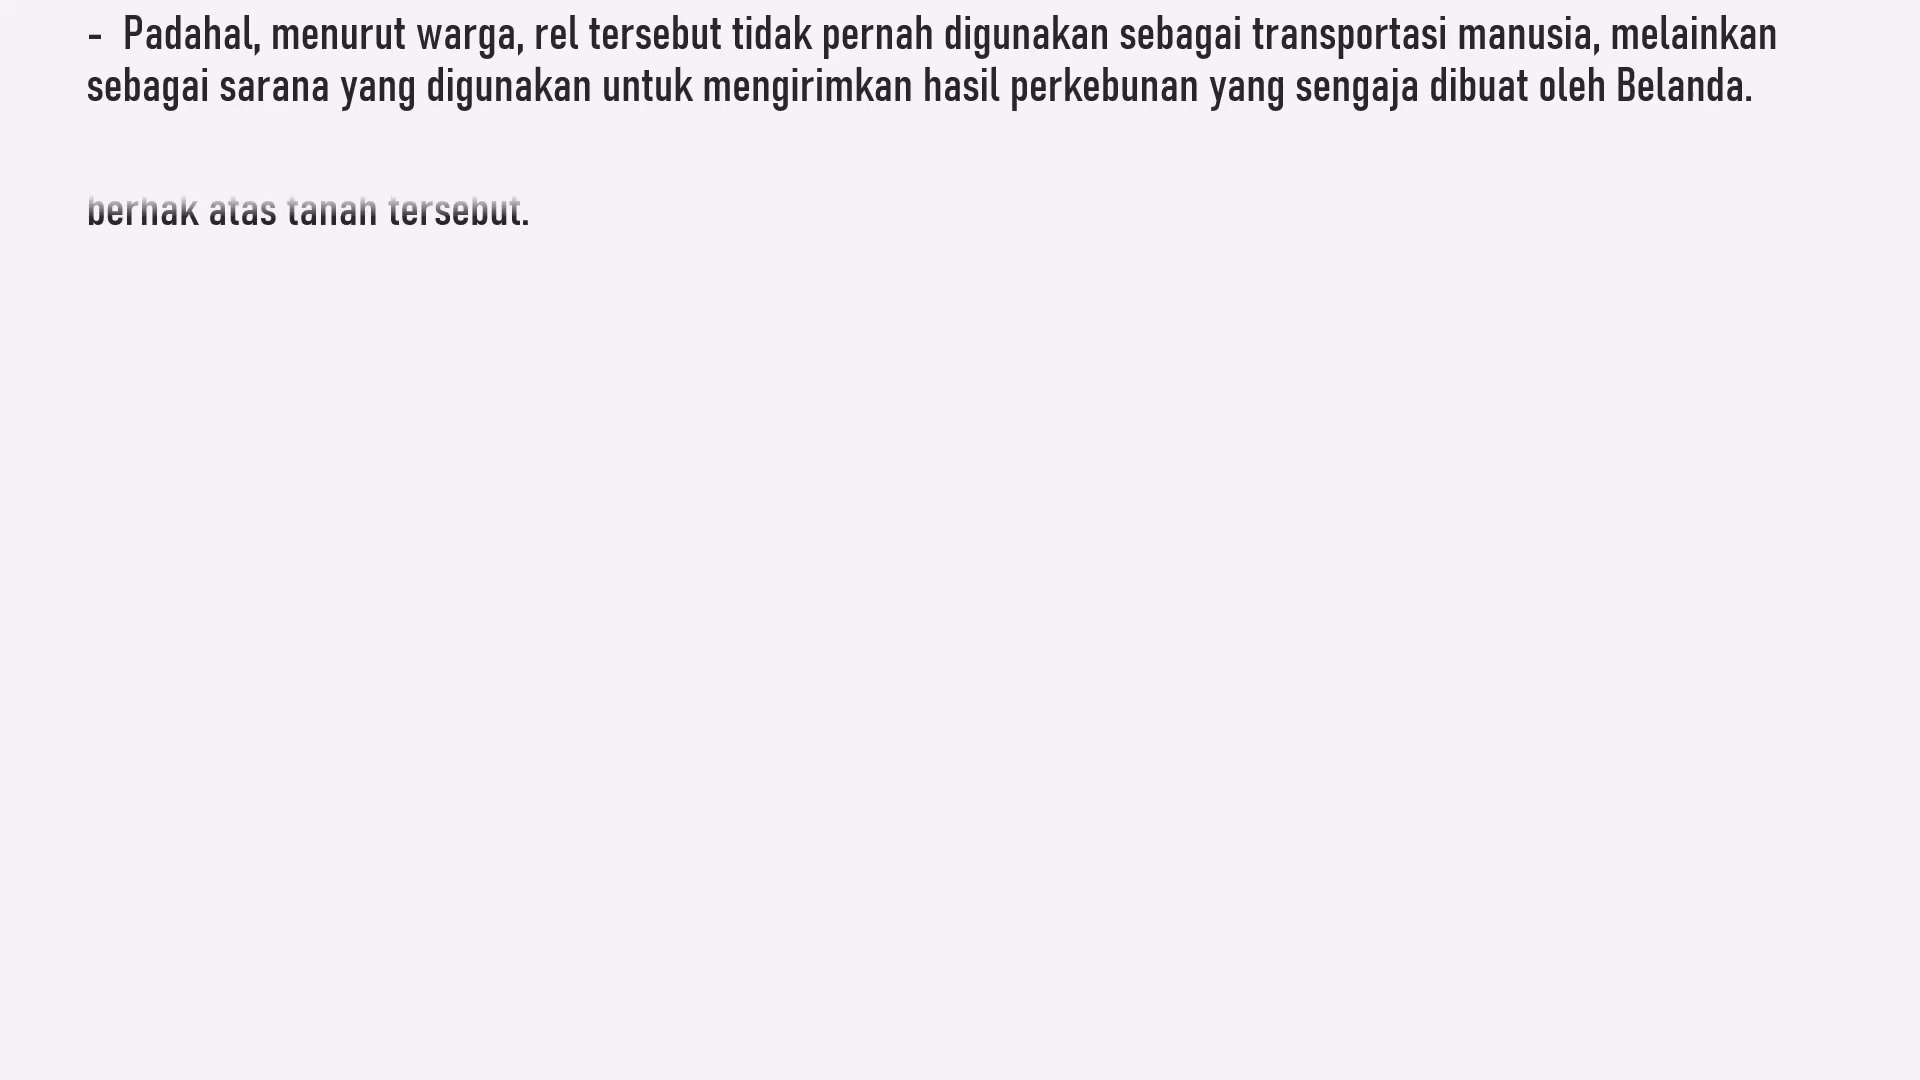 - Padahal, menurut warga, rel tersebut tidak pernah digunakan sebagai transportasi manusia, melainkan
sebagai sarana yang digunakan untuk mengirimkan hasil perkebunan yang sengaja dibuat oleh Belanda.
berhak atas tanah tersebut.